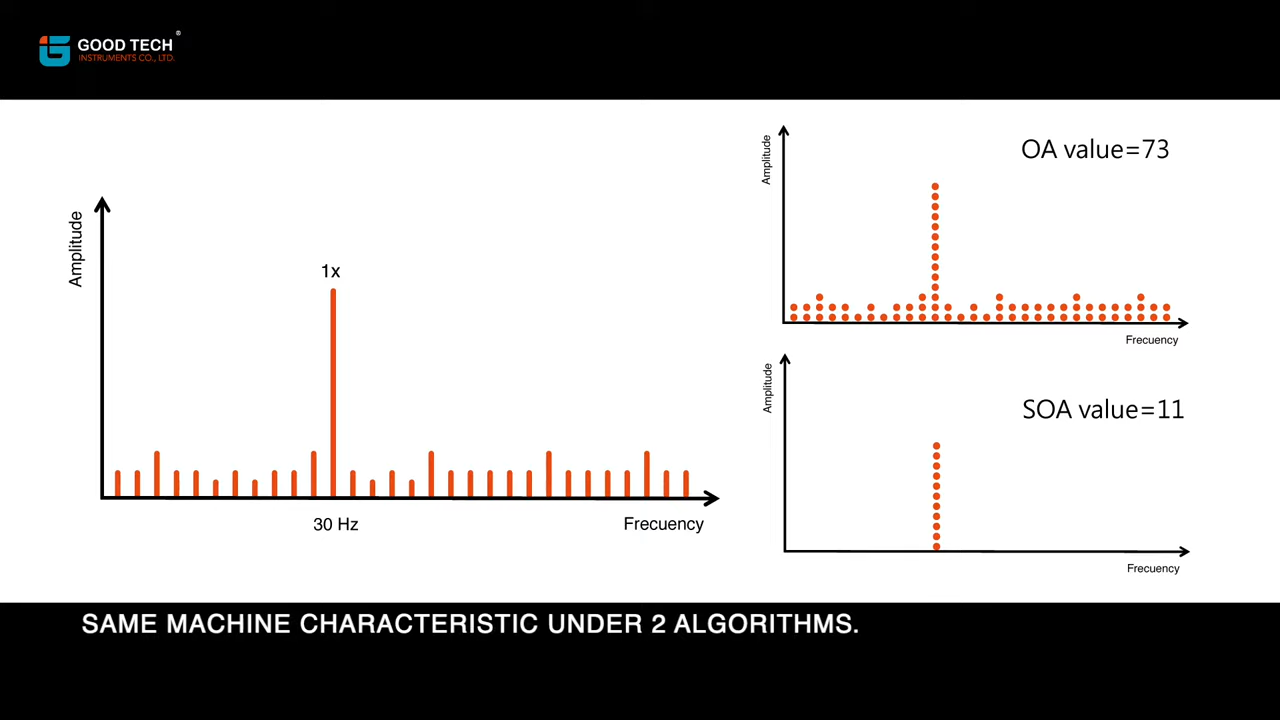 GOOD TECH®
INSTRUMENTS CO., LTD.
Amplitude
1x
30 Hz
Frecuency
Amplitude
OA value=73
Frecuency
Amplitude
SOA value=11
Frecuency
SAME MACHINE CHARACTERISTIC UNDER 2 ALGORITHMS.